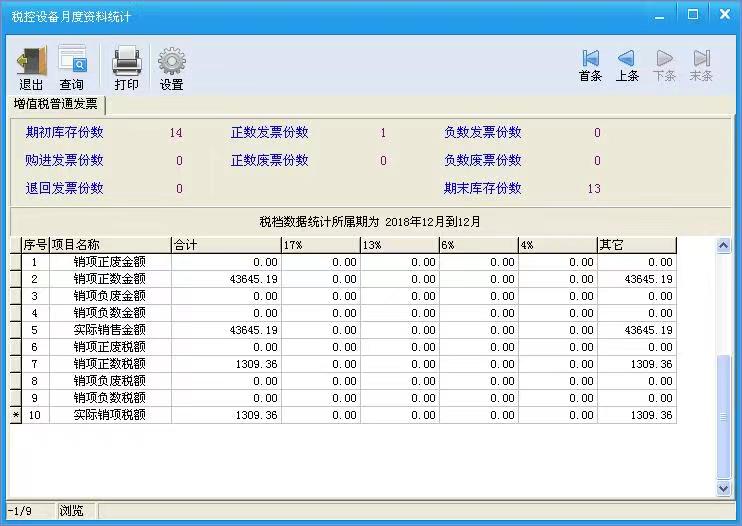 税控设备月度资料统计
退出 查询 打印 设置 首条 上条 下条 末条
增值税普通发票
期初库存份数 14 正数发票份数 1 负数发票份数 0
购进发票份数 0 正数废票份数 0 负数废票份数 0
退回发票份数 0 期末库存份数 13
税档数据统计所属期为 2018年12月到12月
序号 项目名称 合计 17% 13% 6% 4% 其它
1 销项正废金额 0.00 0.00 0.00 0.00 0.00 0.00
2 销项正数金额 43645.19 0.00 0.00 0.00 0.00 43645.19
3 销项负废金额 0.00 0.00 0.00 0.00 0.00 0.00
4 销项负数金额 0.00 0.00 0.00 0.00 0.00 0.00
5 实际销售金额 43645.19 0.00 0.00 0.00 0.00 43645.19
6 销项正废税额 0.00 0.00 0.00 0.00 0.00 0.00
7 销项正数税额 1309.36 0.00 0.00 0.00 0.00 1309.36
8 销项负废税额 0.00 0.00 0.00 0.00 0.00 0.00
9 销项负数税额 0.00 0.00 0.00 0.00 0.00 0.00
* 10 实际销项税额 1309.36 0.00 0.00 0.00 0.00 1309.36
-1/9 浏览